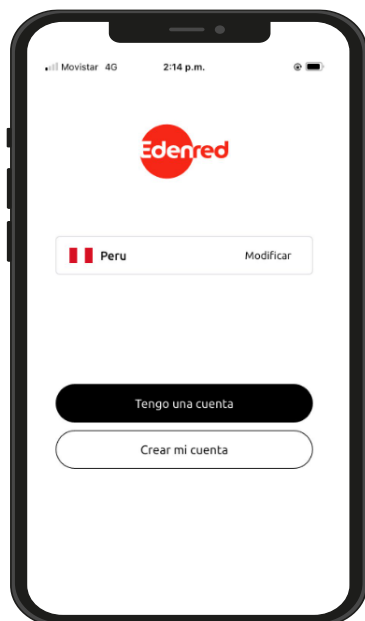 Movistar 4G 2:14 p.m.
Edenred
Peru Modificar
Tengo una cuenta
Crear mi cuenta